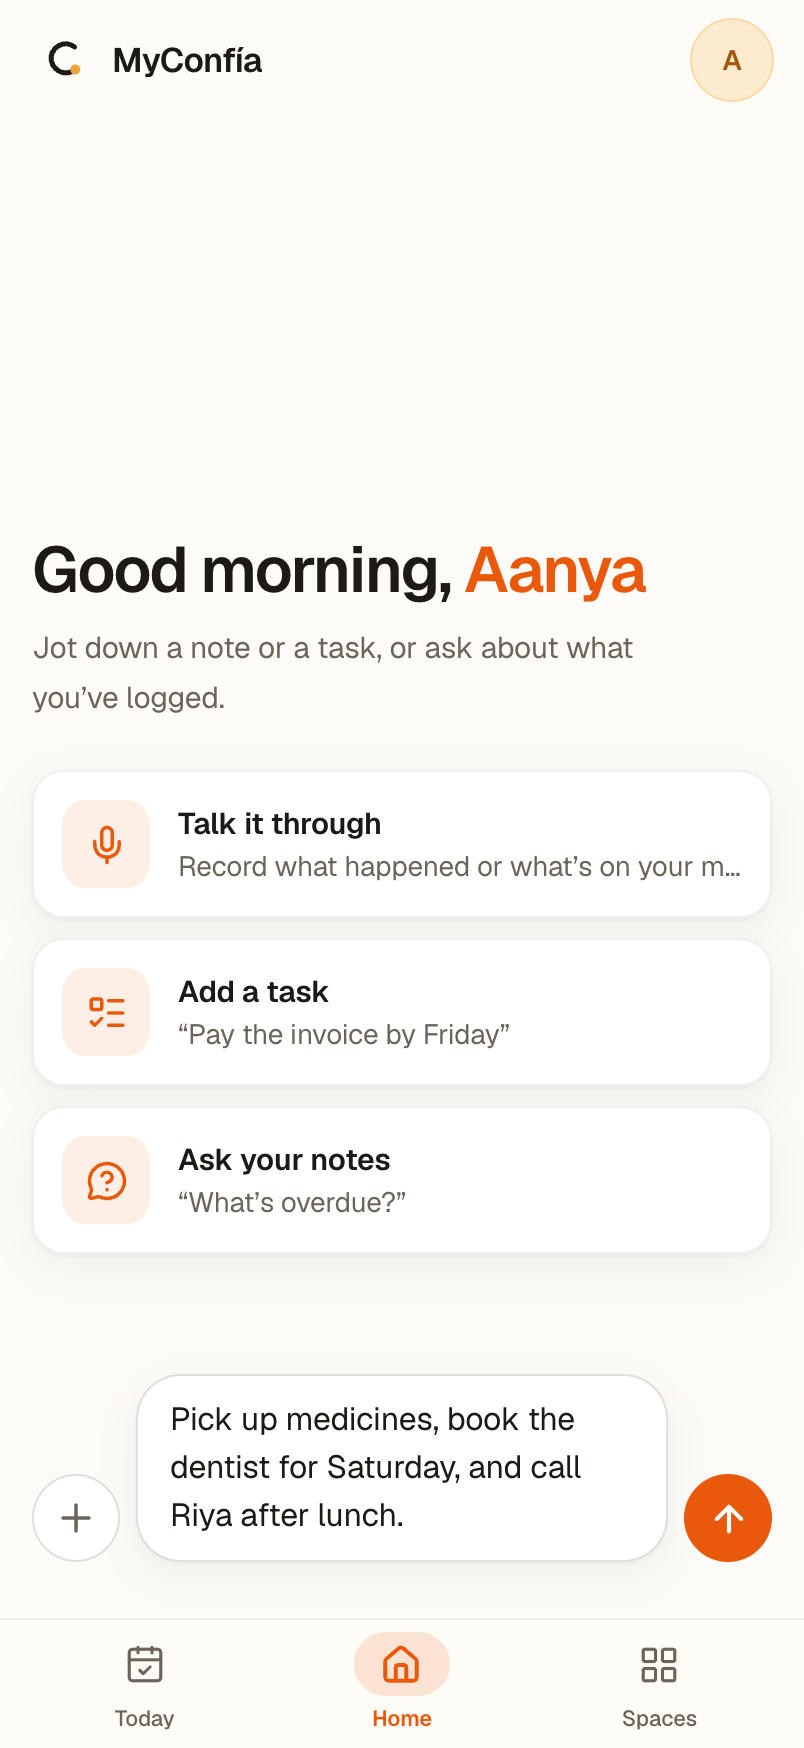 MyConfía
A
Good morning, Aanya
Jot down a note or a task, or ask about what
you’ve logged.
Talk it through
Record what happened or what’s on your m...
Add a task
“Pay the invoice by Friday”
Ask your notes
“What’s overdue?”
Pick up medicines, book the
dentist for Saturday, and call
Riya after lunch.
Today
Home
Spaces